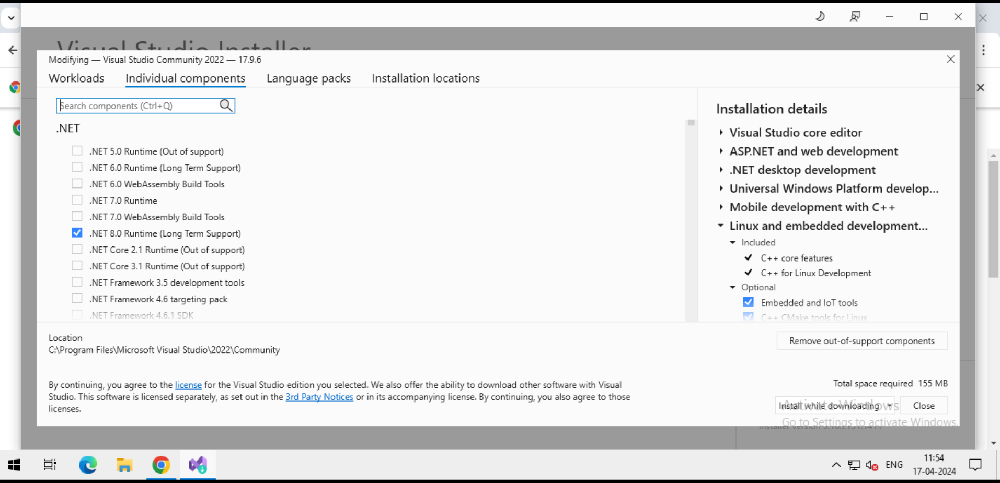 Visual Studio Installer
Modifying — Visual Studio Community 2022 — 17.9.6
Workloads
Individual components
Language packs
Installation locations
Search components (Ctrl+Q)
.NET
.NET 5.0 Runtime (Out of support)
.NET 6.0 Runtime (Long Term Support)
.NET 6.0 WebAssembly Build Tools
.NET 7.0 Runtime
.NET 7.0 WebAssembly Build Tools
.NET 8.0 Runtime (Long Term Support)
.NET Core 2.1 Runtime (Out of support)
.NET Core 3.1 Runtime (Out of support)
.NET Framework 3.5 development tools
.NET Framework 4.6 targeting pack
.NET Framework 4.6.1 SDK
Installation details
Visual Studio core editor
ASP.NET and web development
.NET desktop development
Universal Windows Platform develop...
Mobile development with C++
Linux and embedded development...
Included
C++ core features
C++ for Linux Development
Optional
Embedded and IoT tools
C++ CMake tools for Linux
Location
C:\Program Files\Microsoft Visual Studio\2022\Community
Remove out-of-support components
By continuing, you agree to the license for the Visual Studio edition you selected. We also offer the ability to download other software with Visual
Studio. This software is licensed separately, as set out in the 3rd Party Notices or in its accompanying license. By continuing, you also agree to those
licenses.
Total space required 155 MB
Install while downloading
Close
Activate Windows
Go to Settings to activate Windows.
Installer version
ENG
11:54
17-04-2024